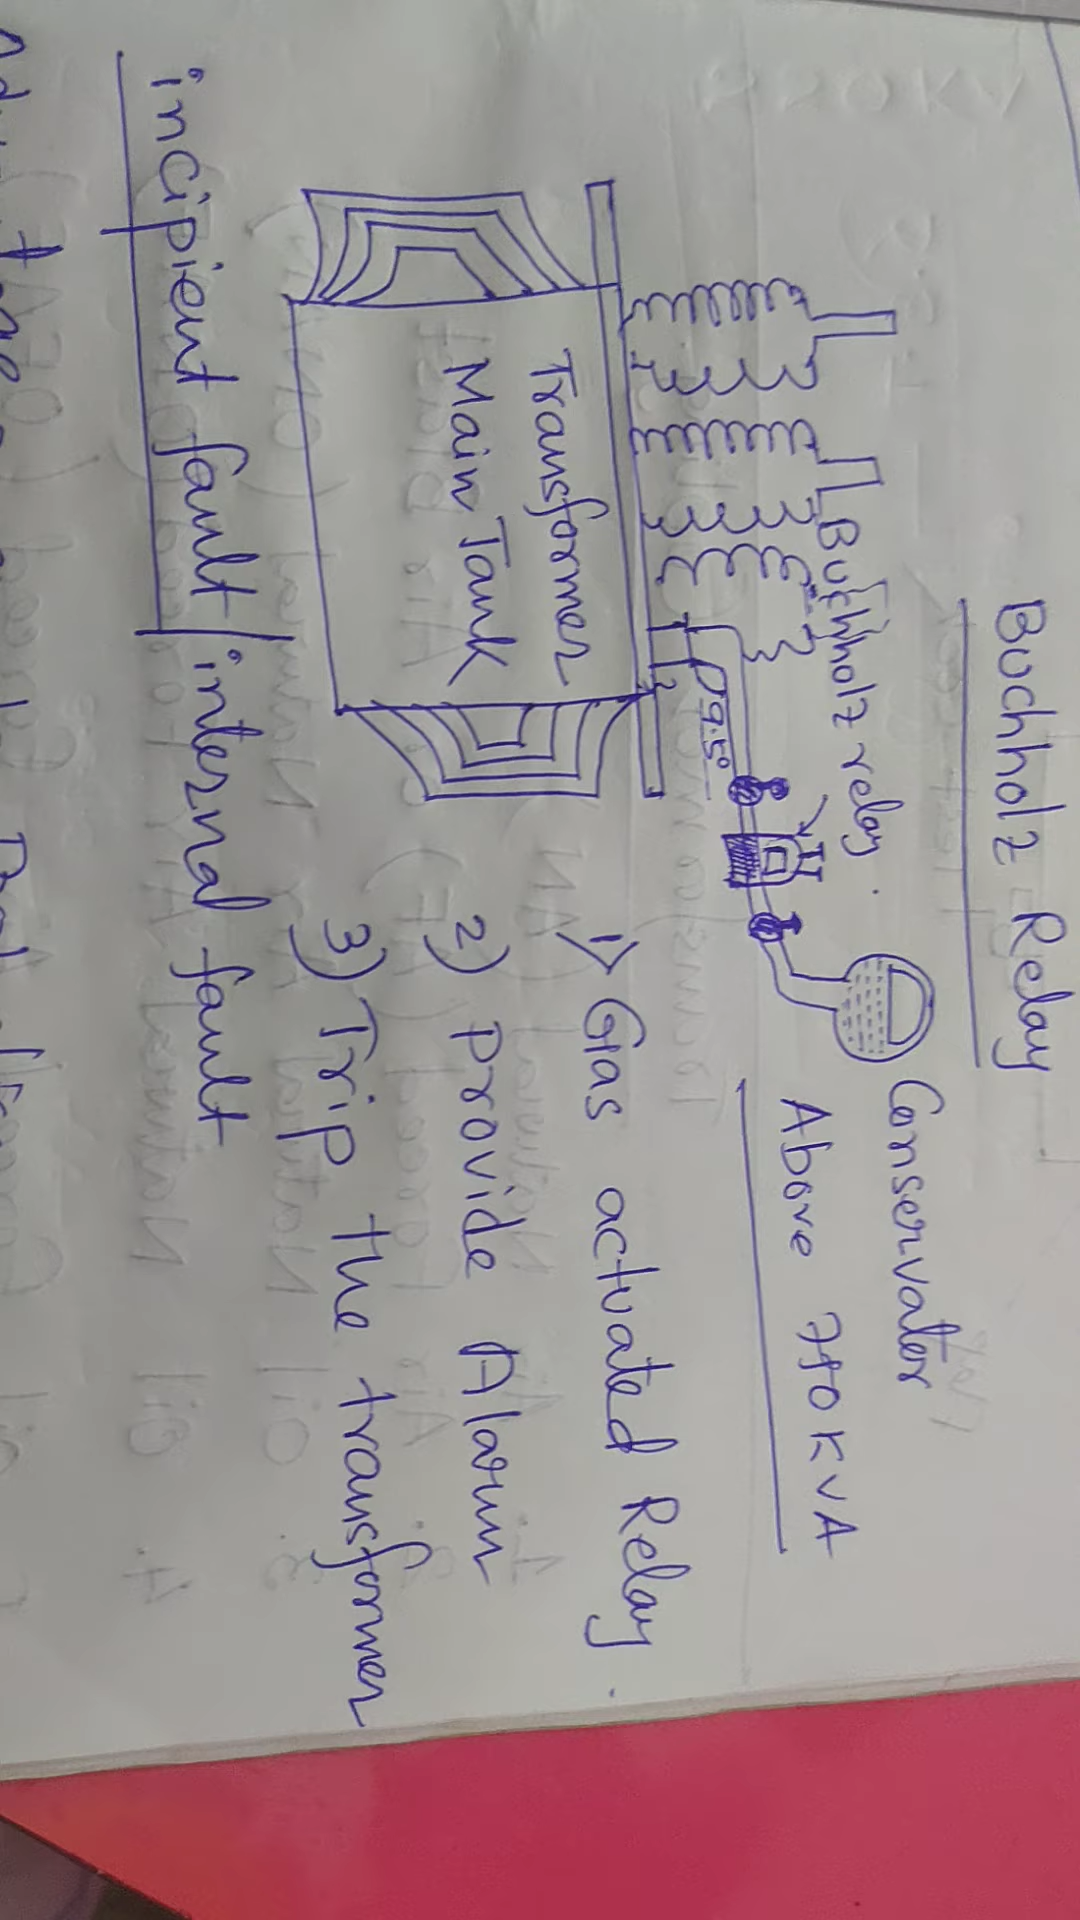 Buchholz Relay
Conservator
Buchholz relay.
Above 750 KVA
9.5°
Transformer
Main Tank
1) Gas actuated Relay.
2) Provide Alarm
3) Trip the transformer
incipient fault / internal fault